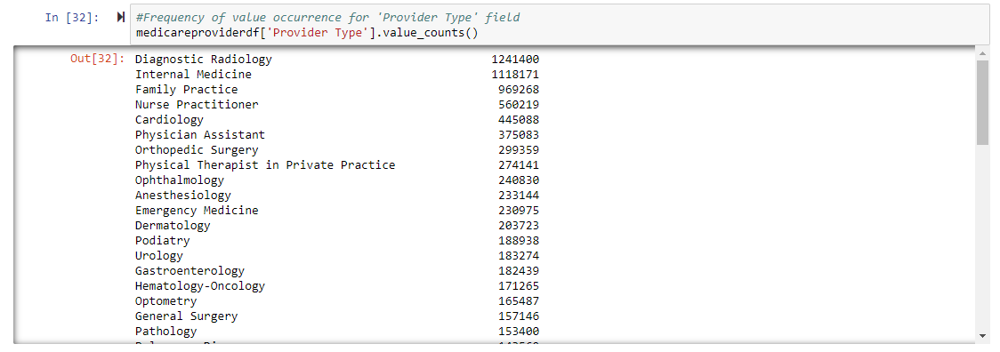 In [32]: #Frequency of value occurrence for 'Provider Type' field
medicareproviderdf['Provider Type'].value_counts()
Out[32]: Diagnostic Radiology 1241400
Internal Medicine 1118171
Family Practice 969268
Nurse Practitioner 560219
Cardiology 445088
Physician Assistant 375083
Orthopedic Surgery 299359
Physical Therapist in Private Practice 274141
Ophthalmology 240830
Anesthesiology 233144
Emergency Medicine 230975
Dermatology 203723
Podiatry 188938
Urology 183274
Gastroenterology 182439
Hematology-Oncology 171265
Optometry 165487
General Surgery 157146
Pathology 153400